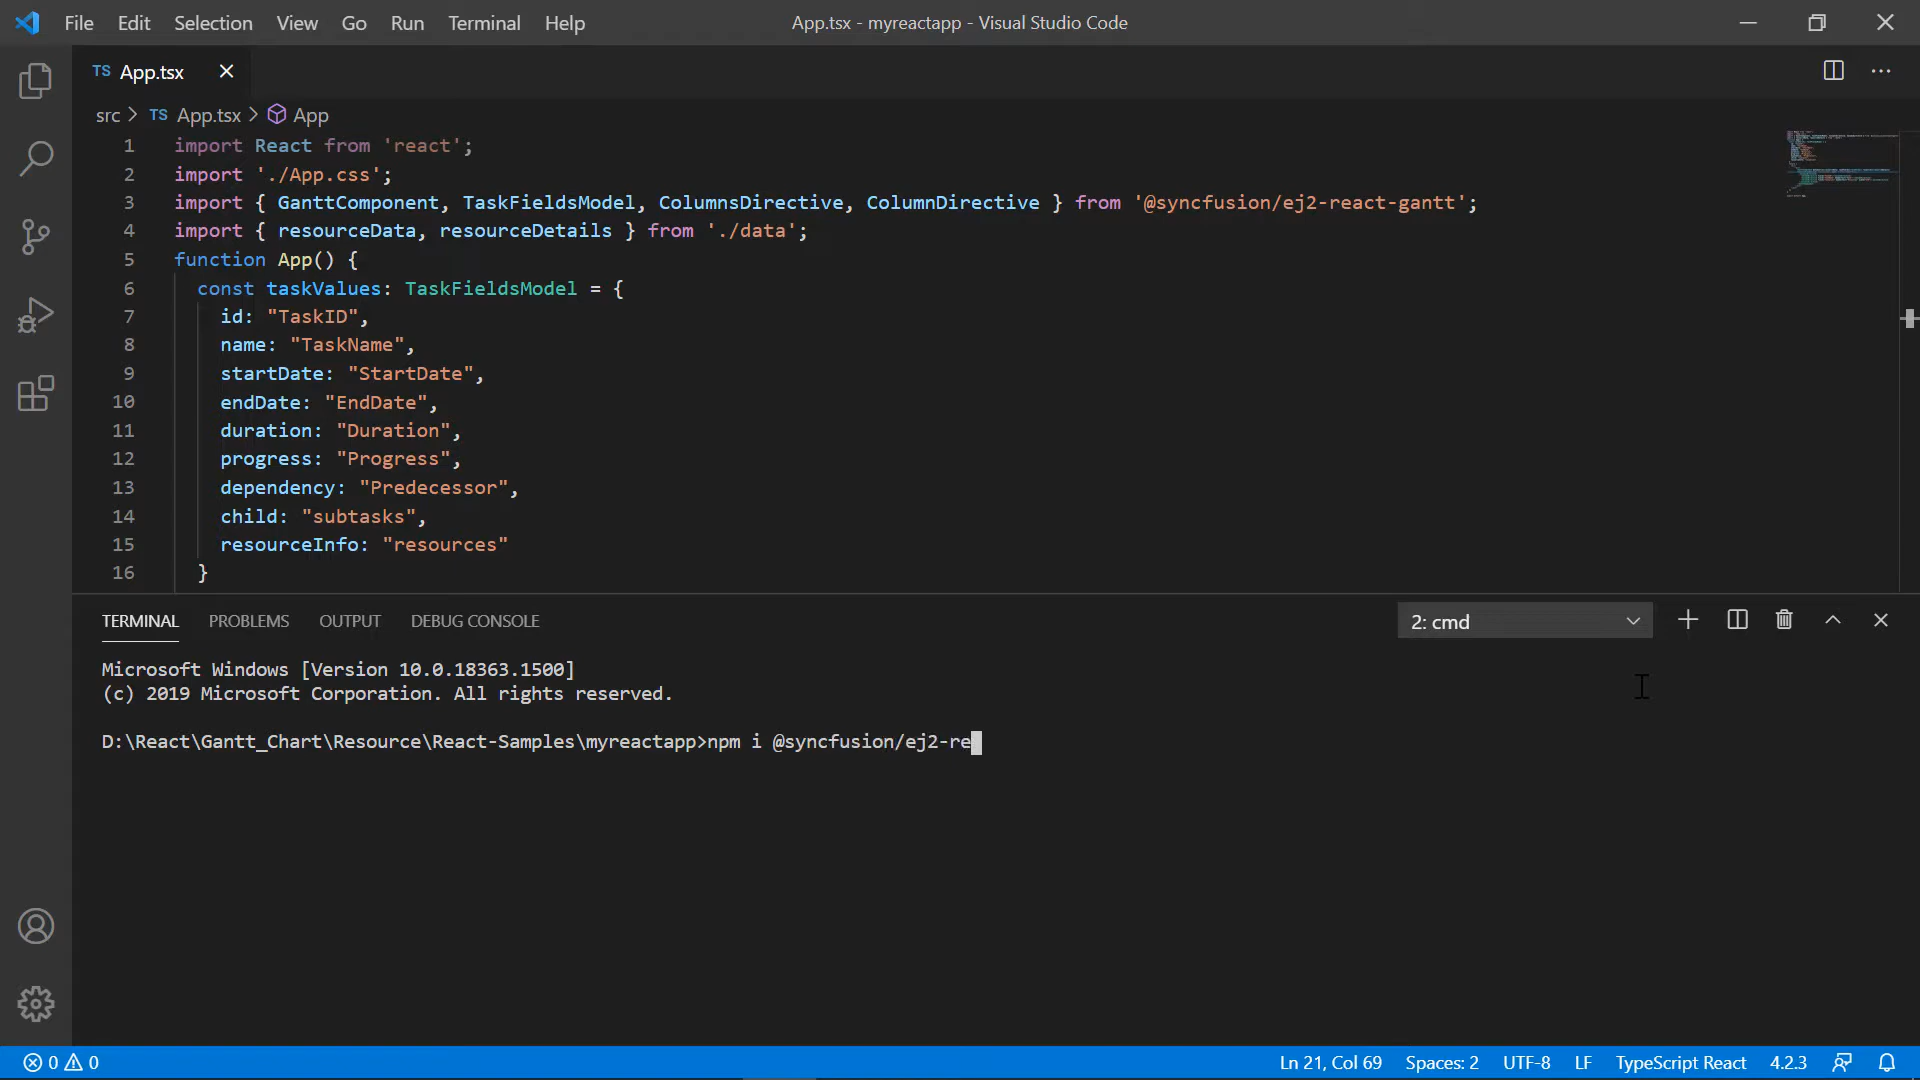 File Edit Selection View Go Run Terminal Help App.tsx - myreactapp - Visual Studio Code
TS App.tsx
src > TS App.tsx > App
1 import React from 'react';
2 import './App.css';
3 import { GanttComponent, TaskFieldsModel, ColumnsDirective, ColumnDirective } from '@syncfusion/ej2-react-gantt';
4 import { resourceData, resourceDetails } from './data';
5 function App() {
6 const taskValues: TaskFieldsModel = {
7 id: "TaskID",
8 name: "TaskName",
9 startDate: "StartDate",
10 endDate: "EndDate",
11 duration: "Duration",
12 progress: "Progress",
13 dependency: "Predecessor",
14 child: "subtasks",
15 resourceInfo: "resources"
16 }
TERMINAL PROBLEMS OUTPUT DEBUG CONSOLE 2: cmd
Microsoft Windows [Version 10.0.18363.1500]
(c) 2019 Microsoft Corporation. All rights reserved.
D:\React\Gantt_Chart\Resource\React-Samples\myreactapp>npm i @syncfusion/ej2-re
0 0 Ln 21, Col 69 Spaces: 2 UTF-8 LF TypeScript React 4.2.3